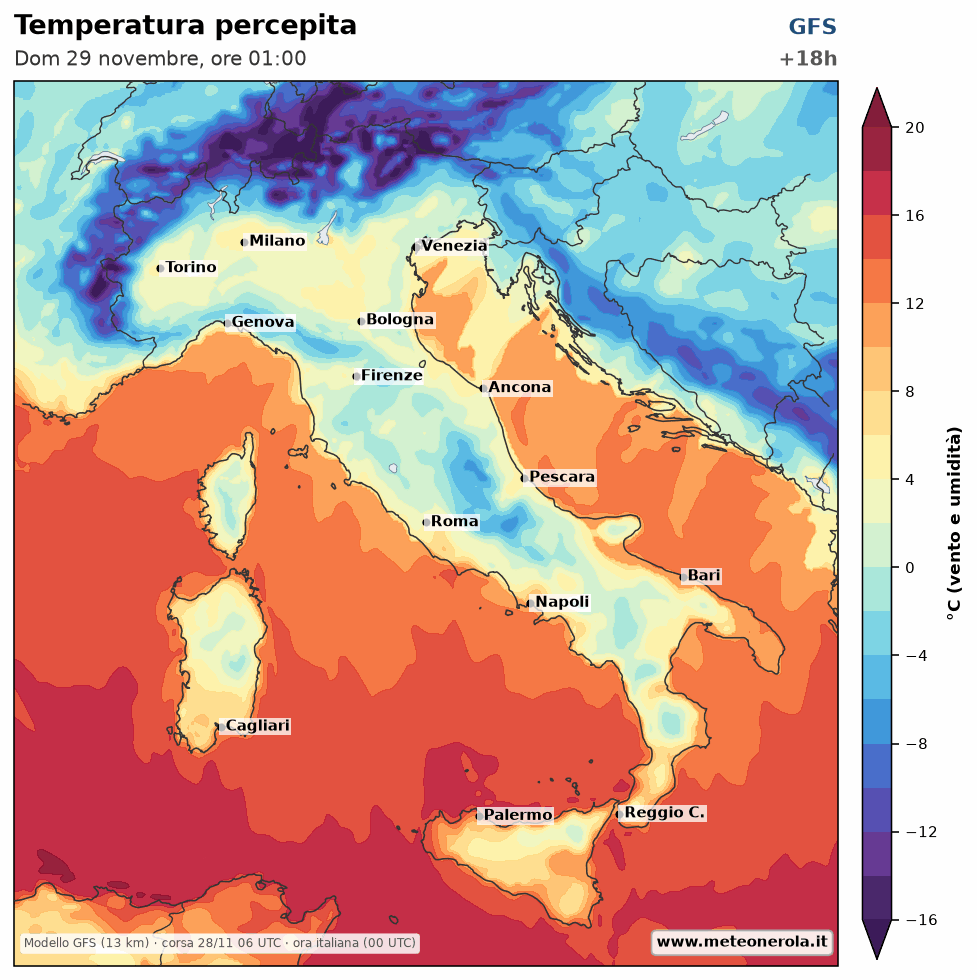 Temperatura percepita
GFS
Dom 29 novembre, ore 01:00
+18h
Milano
Venezia
Torino
Genova
Bologna
Firenze
Ancona
Pescara
Roma
Bari
Napoli
Cagliari
Palermo
Reggio C.
20
16
12
8
4
0
−4
−8
−12
−16
°C (vento e umidità)
Modello GFS (13 km) · corsa 28/11 06 UTC · ora italiana (00 UTC)
www.meteonerola.it